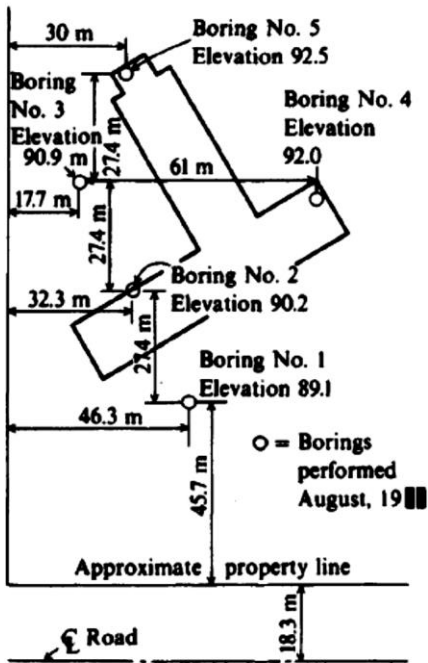 30 m
Boring No. 5
Elevation 92.5
Boring
No. 3
Elevation
90.9 m
27.4 m
Boring No. 4
Elevation
92.0
61 m
17.7 m
27.4 m
Boring No. 2
Elevation 90.2
32.3 m
27.4 m
Boring No. 1
Elevation 89.1
46.3 m
45.7 m
= Borings
performed
August, 19
Approximate property line
℄ Road
18.3 m